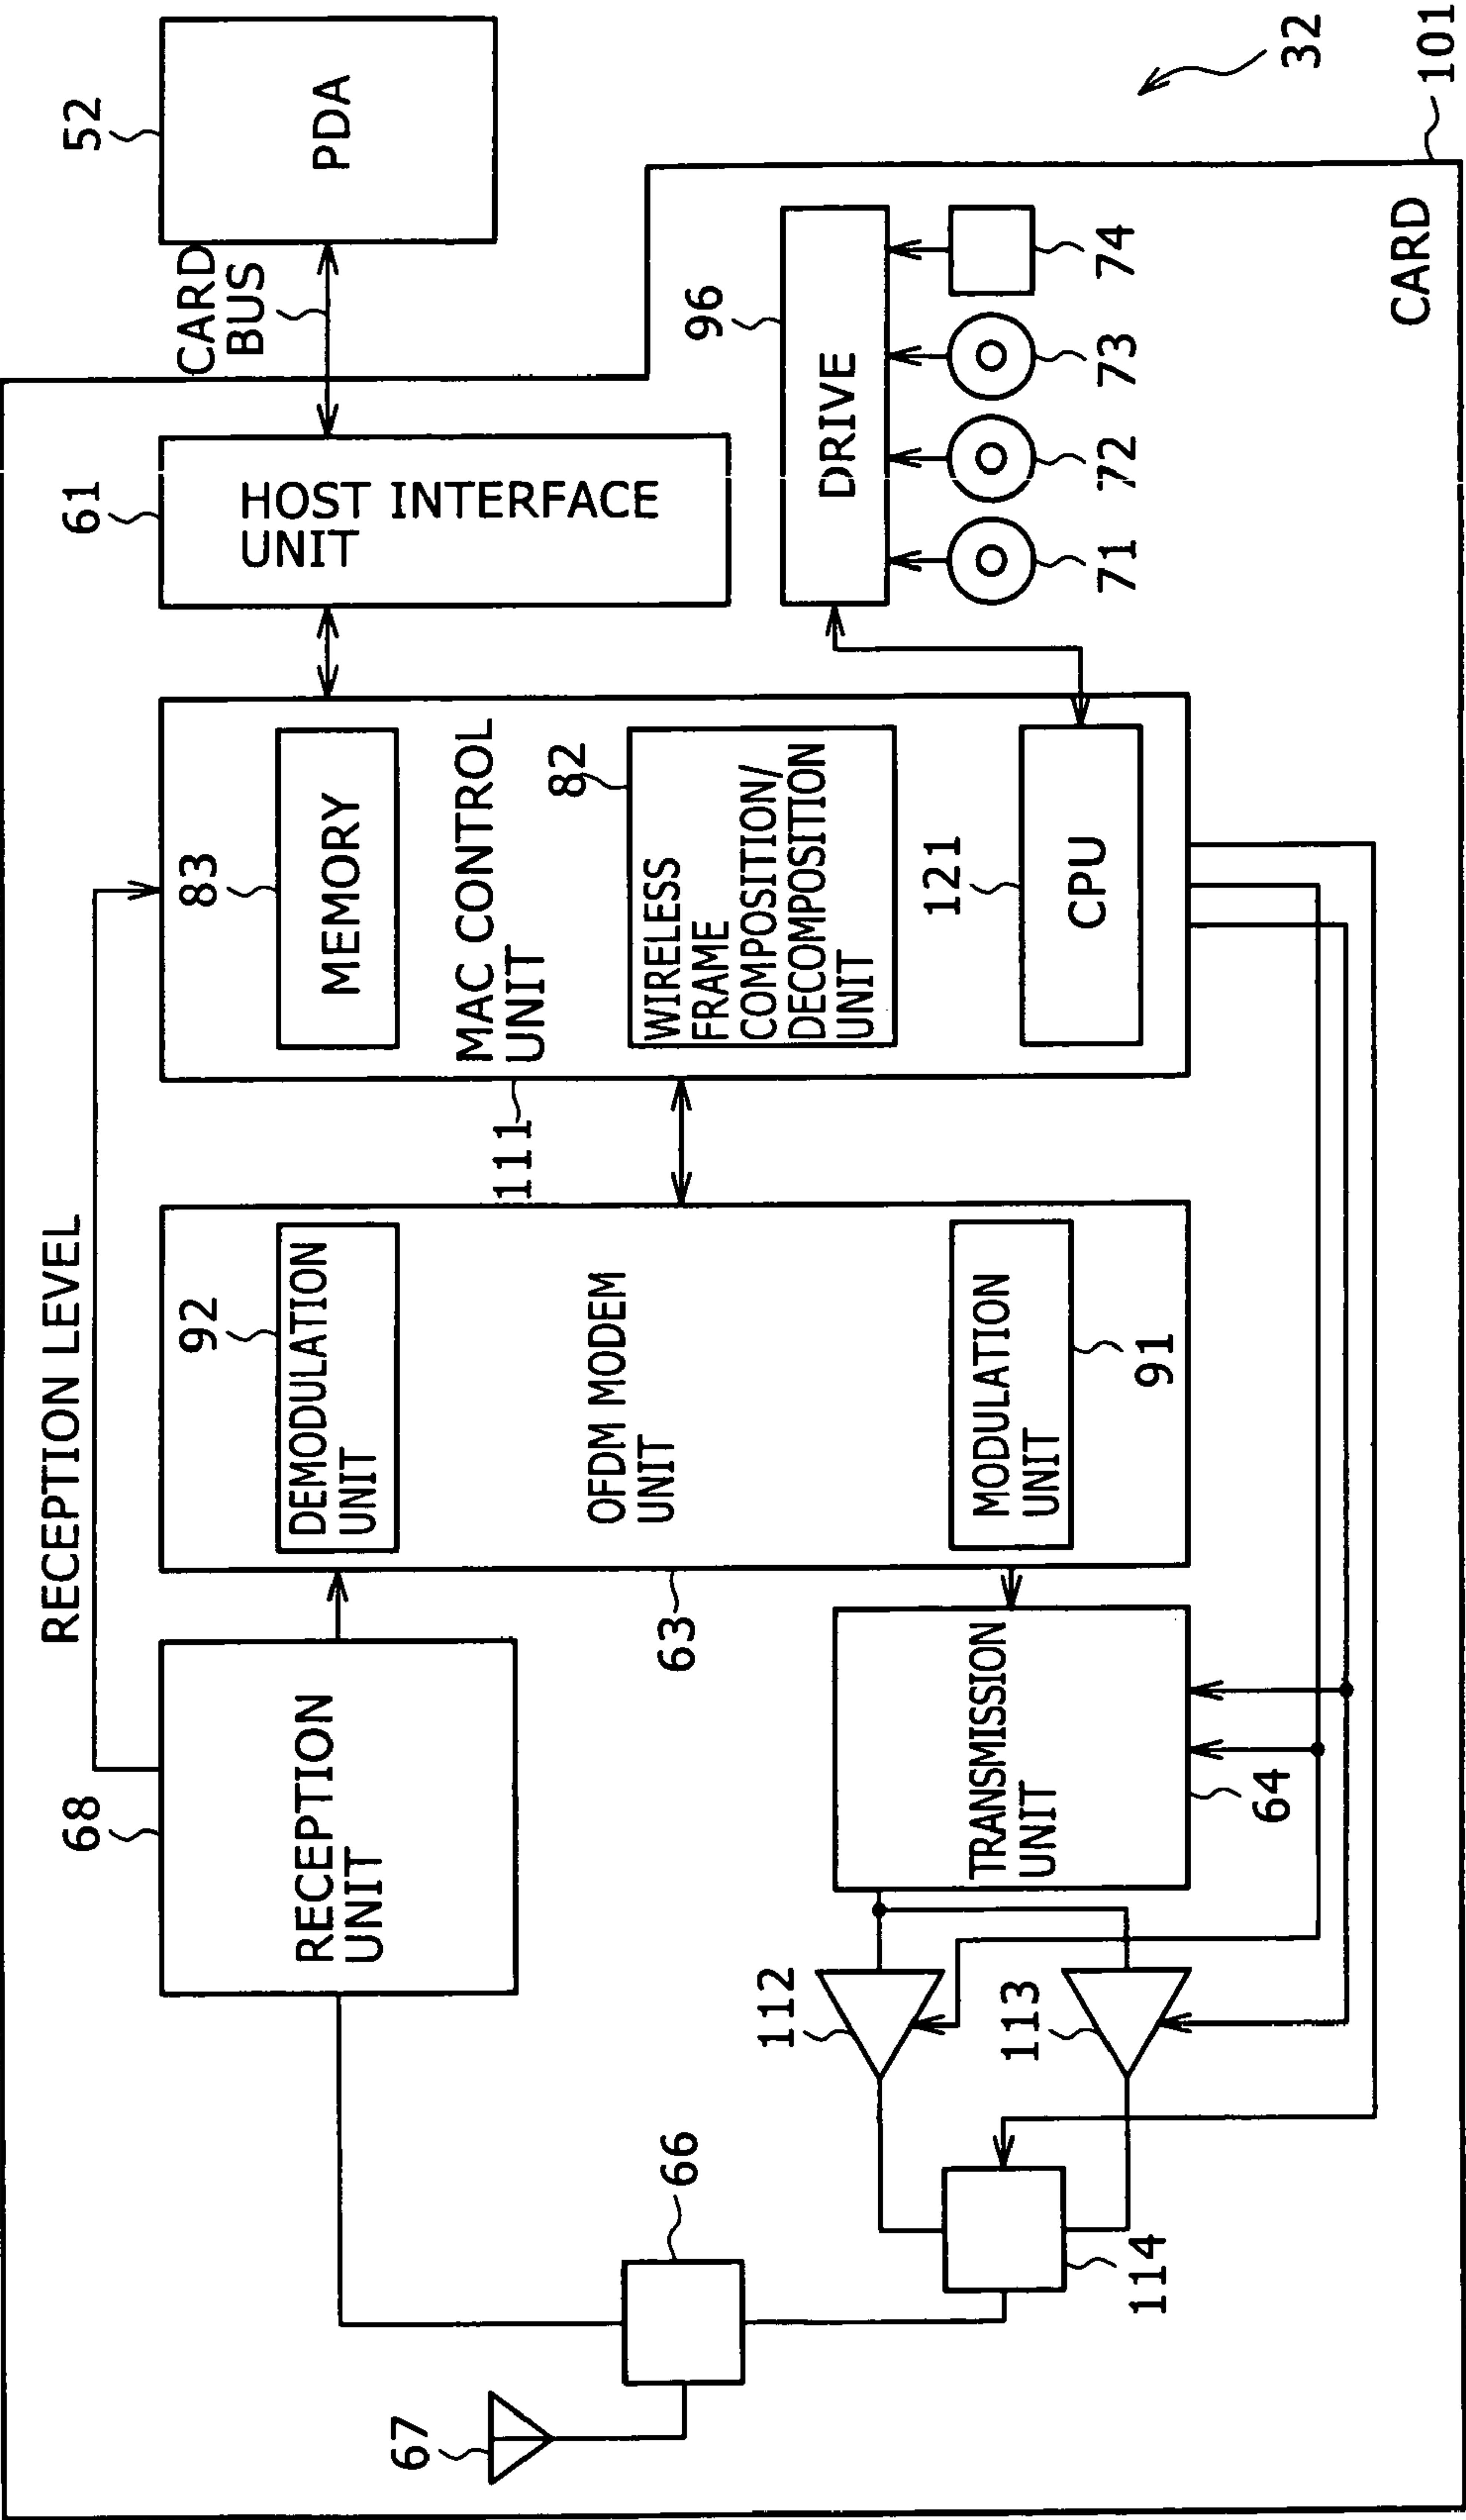 RECEPTION LEVEL
68
RECEPTION
UNIT
92
DEMODULATION
UNIT
OFDM MODEM
UNIT
63
MODULATION
UNIT
91
83
MEMORY
MAC CONTROL
UNIT
111
82
WIRELESS
FRAME
COMPOSITION/
DECOMPOSITION
UNIT
121
CPU
61
HOST INTERFACE
UNIT
CARD
BUS
52
PDA
96
DRIVE
71
72
73
74
67
66
112
113
114
TRANSMISSION
UNIT
64
CARD
32
101